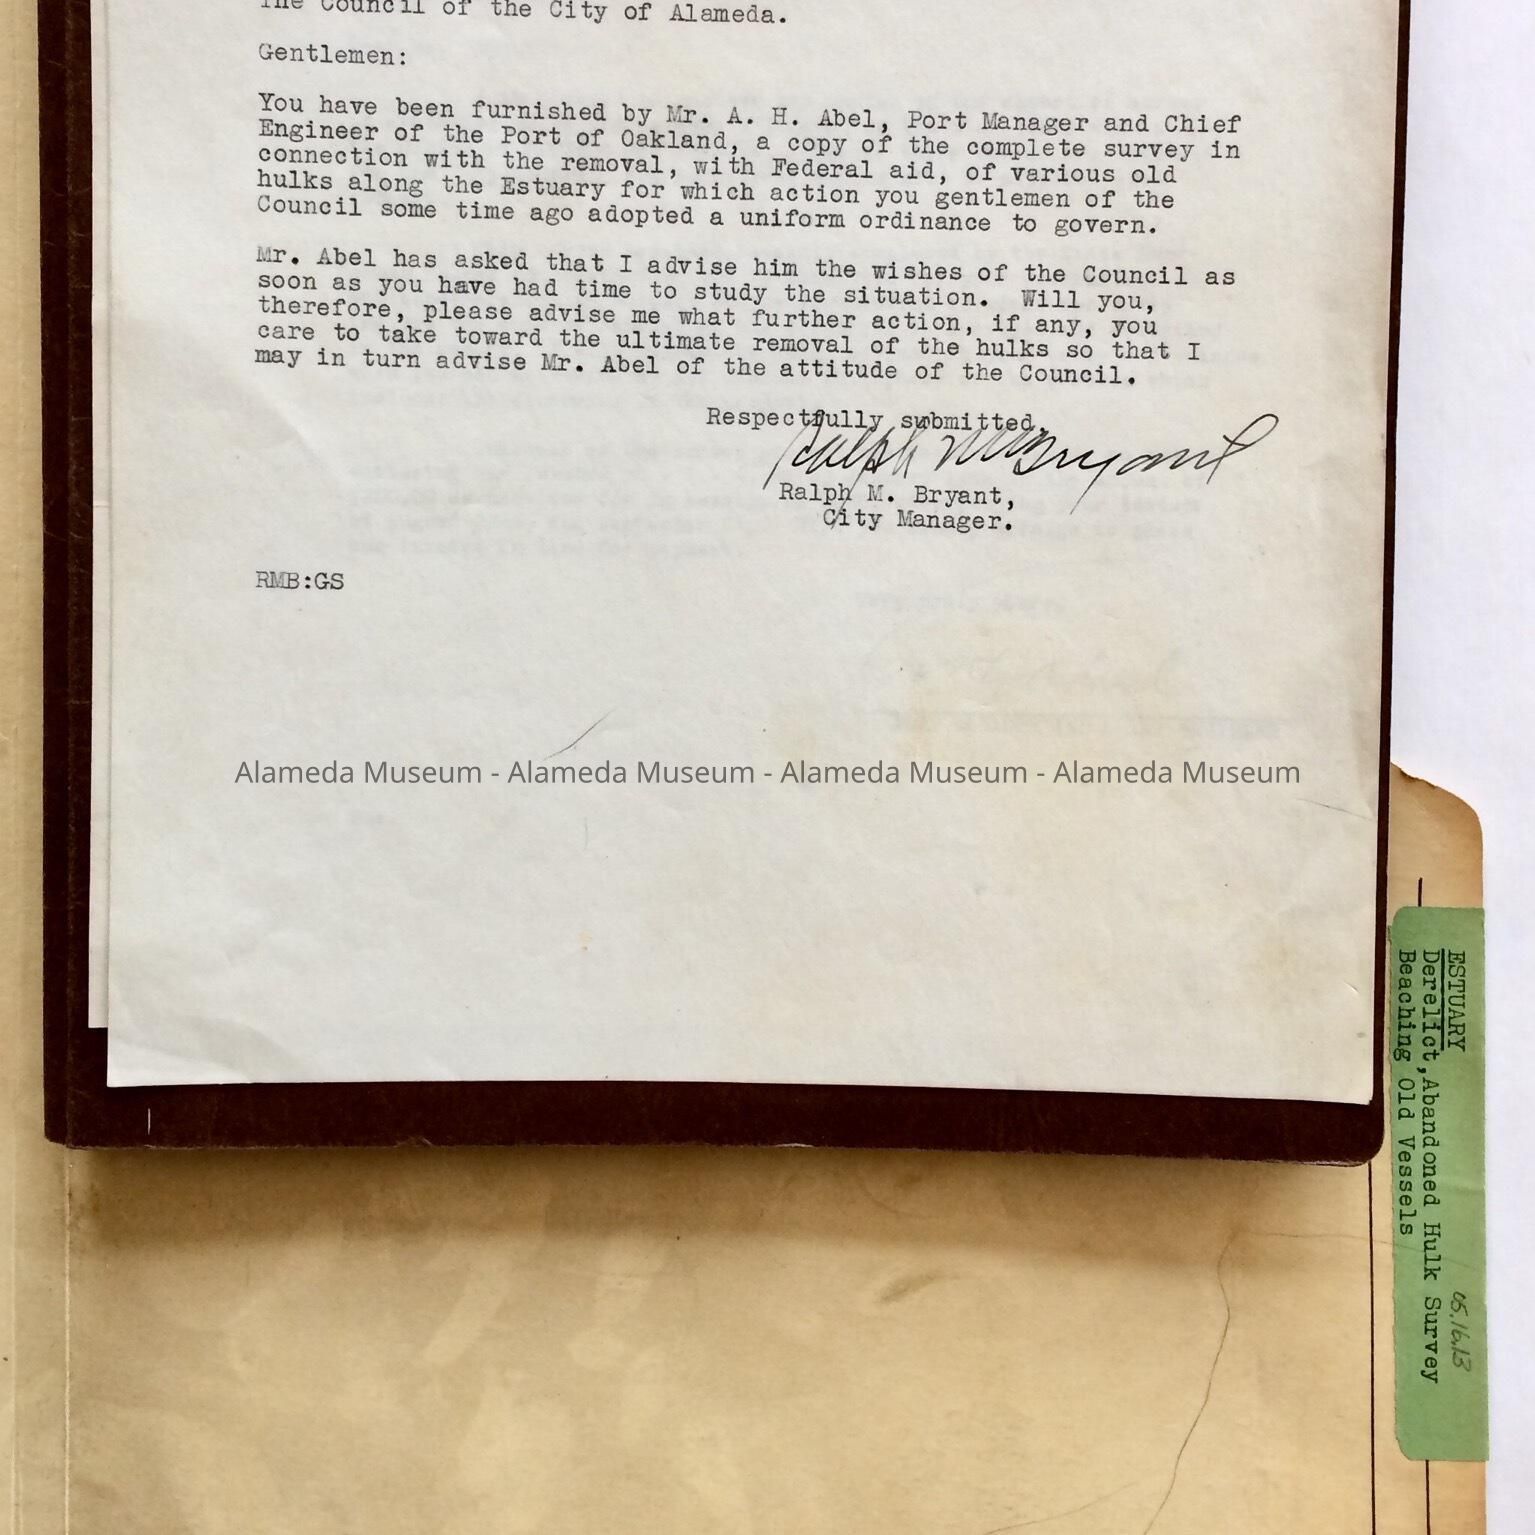 The Council of the City of Alameda.
Gentlemen:
You have been furnished by Mr. A. H. Abel, Port Manager and Chief
Engineer of the Port of Oakland, a copy of the complete survey in
connection with the removal, with Federal aid, of various old
hulks along the Estuary for which action you gentlemen of the
Council some time ago adopted a uniform ordinance to govern.
Mr. Abel has asked that I advise him the wishes of the Council as
soon as you have had time to study the situation. Will you,
therefore, please advise me what further action, if any, you
care to take toward the ultimate removal of the hulks so that I
may in turn advise Mr. Abel of the attitude of the Council.
Respectfully submitted,
Ralph M Bryant
Ralph M. Bryant,
City Manager.
RMB:GS
Alameda Museum - Alameda Museum - Alameda Museum - Alameda Museum
ESTUARY 05.16.13
Derelict, Abandoned Hulk Survey
Beaching Old Vessels